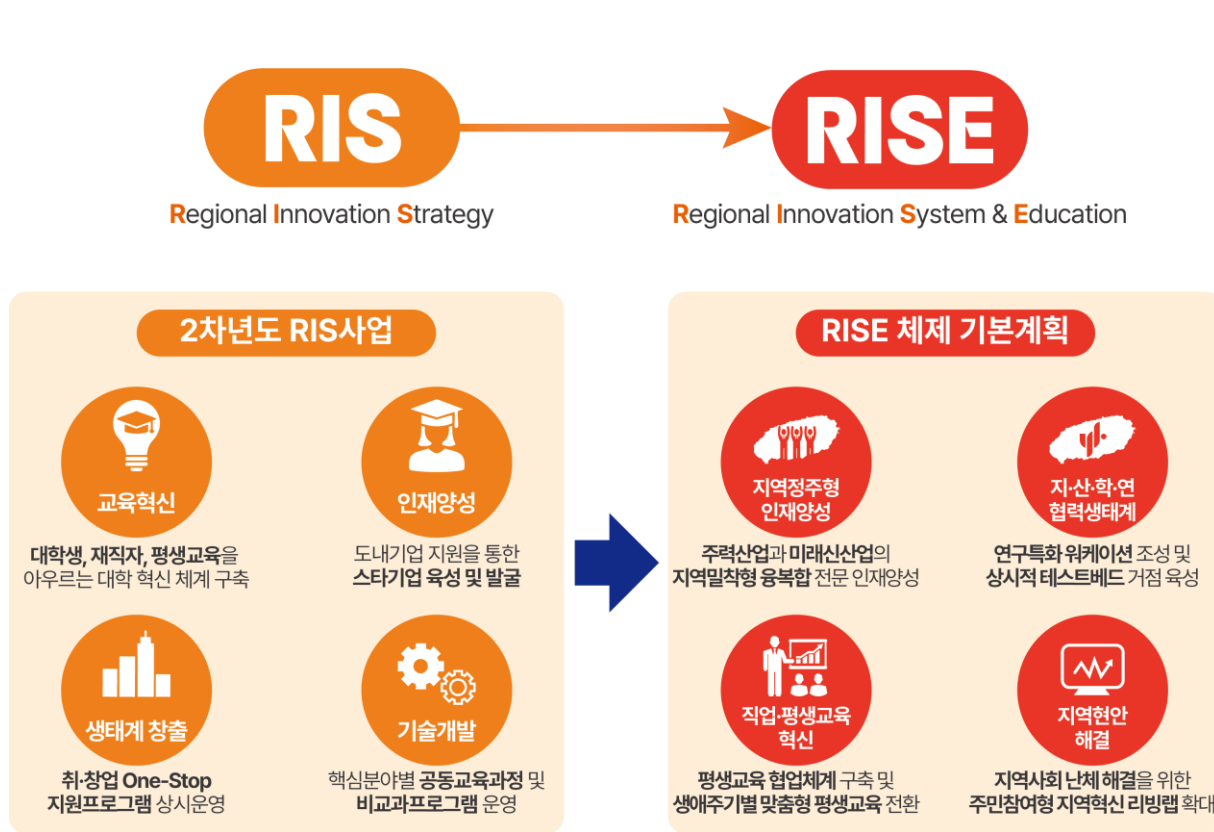 RIS
RISE
Regional Innovation Strategy
Regional Innovation System & Education
2차년도 RIS사업
교육혁신
대학생, 재직자, 평생교육을
아우르는 대학 혁신 체계 구축
인재양성
도내기업 지원을 통한
스타기업 육성 및 발굴
생태계 창출
취·창업 One-Stop
지원프로그램 상시운영
기술개발
핵심분야별 공동교육과정 및
비교과프로그램 운영
RISE 체제 기본계획
지역정주형
인재양성
주력산업과 미래신산업의
지역밀착형 융복합 전문 인재양성
지·산·학·연
협력생태계
연구특화 워케이션 조성 및
상시적 테스트베드 거점 육성
직업·평생교육
혁신
평생교육 협업체계 구축 및
생애주기별 맞춤형 평생교육 전환
지역현안
해결
지역사회 난제 해결을 위한
주민참여형 지역혁신 리빙랩 확대